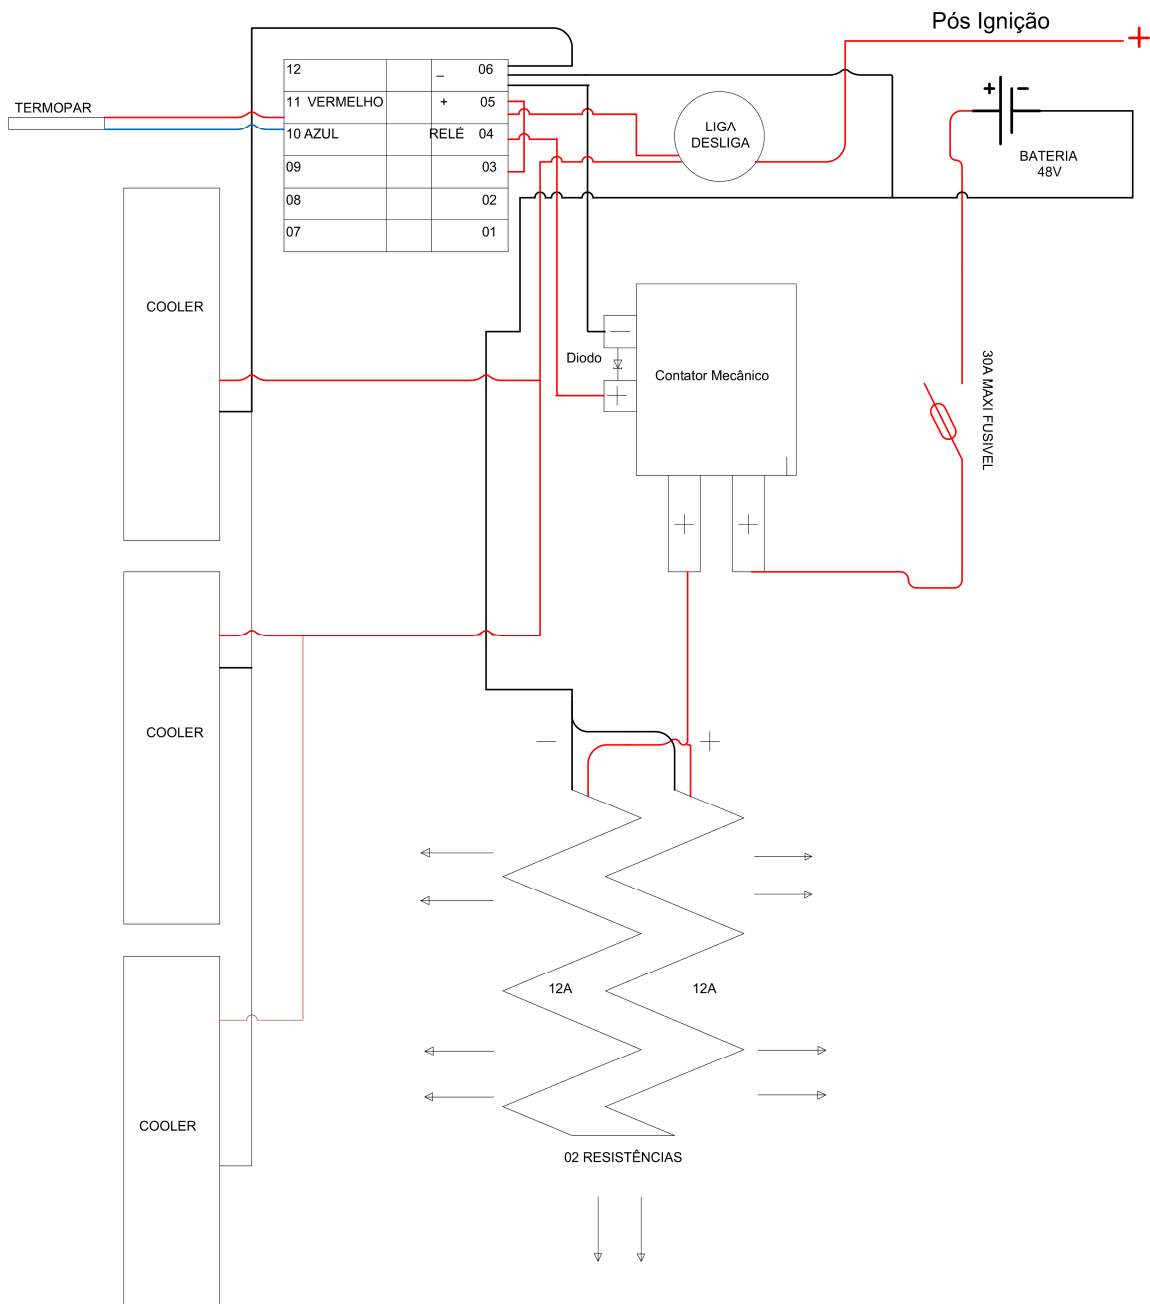 Pós Ignição
+
12
_
06
11 VERMELHO
+
05
10 AZUL
RELÉ
04
09
03
08
02
07
01
TERMOPAR
LIGA
DESLIGA
+
-
BATERIA
48V
COOLER
Diodo
Contator Mecânico
30A MAXI FUSIVEL
COOLER
12A
12A
COOLER
02 RESISTÊNCIAS